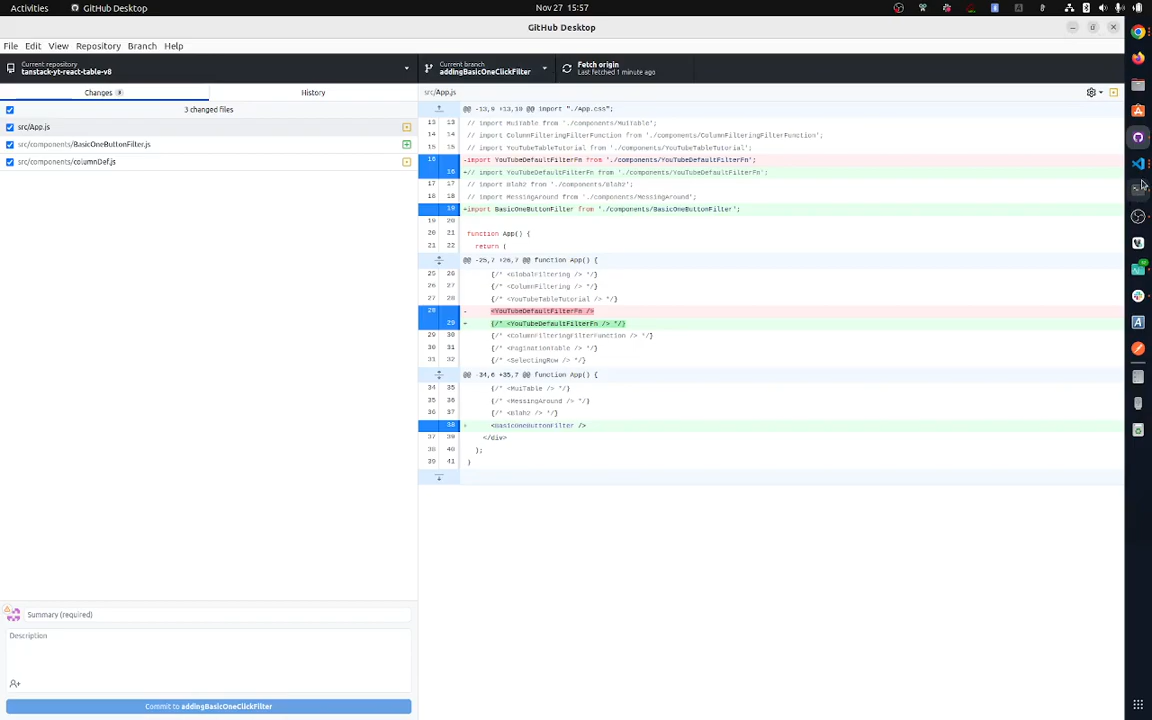 Activities
GitHub Desktop
Nov 27 15:57
GitHub Desktop
File Edit View Repository Branch Help
Current repository
tanstack-yt-react-table-v8
Current branch
addingBasicOneClickFilter
Fetch origin
Last fetched 1 minute ago
Changes 3
History
src/App.js
3 changed files
src/App.js
src/components/BasicOneButtonFilter.js
src/components/columnDef.js
@@ -13,9 +13,10 @@ import "./App.css";
13 13 // import MuiTable from './components/MuiTable';
14 14 // import ColumnFilteringFilterFunction from './components/ColumnFilteringFilterFunction';
15 15 // import YouTubeTableTutorial from './components/YouTubeTableTutorial';
16 -import YouTubeDefaultFilterFn from './components/YouTubeDefaultFilterFn';
16 +// import YouTubeDefaultFilterFn from './components/YouTubeDefaultFilterFn';
17 17 // import Blah2 from './components/Blah2';
18 18 // import MessingAround from './components/MessingAround';
19 +import BasicOneButtonFilter from './components/BasicOneButtonFilter';
19 20
20 21 function App() {
21 22 return (
@@ -25,7 +26,7 @@ function App() {
25 26 {/* <GlobalFiltering /> */}
26 27 {/* <ColumnFiltering /> */}
27 28 {/* <YouTubeTableTutorial /> */}
28 - <YouTubeDefaultFilterFn />
29 + {/* <YouTubeDefaultFilterFn /> */}
29 30 {/* <ColumnFilteringFilterFunction /> */}
30 31 {/* <PaginationTable /> */}
31 32 {/* <SelectingRow /> */}
@@ -34,6 +35,7 @@ function App() {
34 35 {/* <MuiTable /> */}
35 36 {/* <MessingAround /> */}
36 37 {/* <Blah2 /> */}
38 + <BasicOneButtonFilter />
37 39 </div>
38 40 );
39 41 }
Summary (required)
Description
Commit to addingBasicOneClickFilter